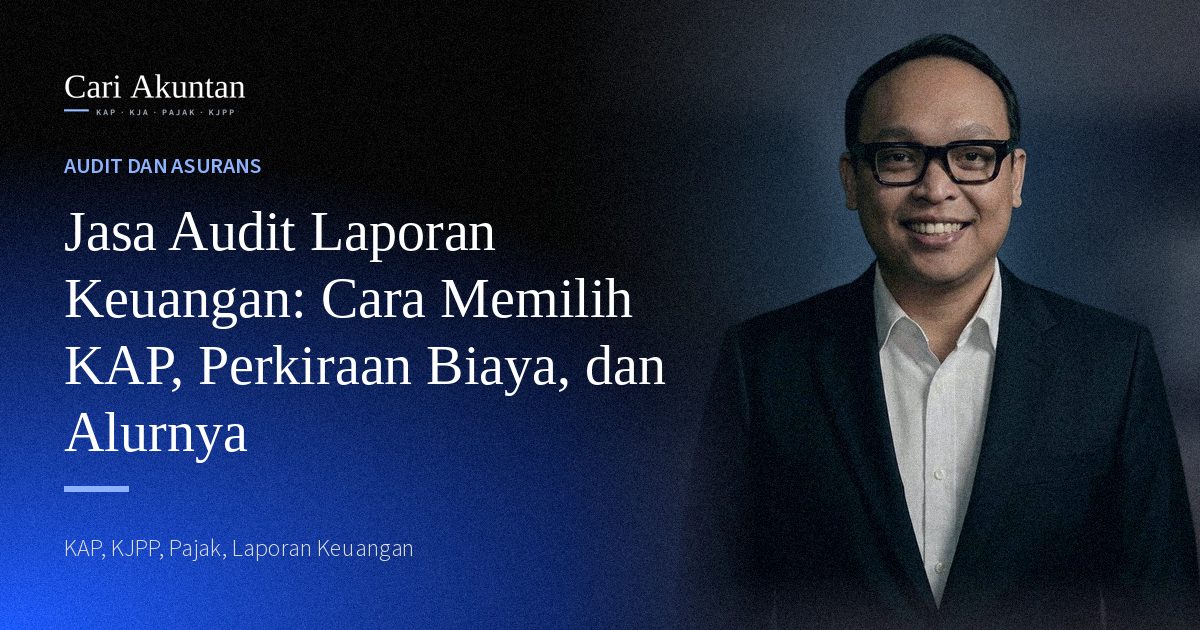 Cari Akuntan
KAP · KJA · PAJAK · KJPP
AUDIT DAN ASURANS
Jasa Audit Laporan
Keuangan: Cara Memilih
KAP, Perkiraan Biaya, dan
Alurnya
KAP, KJPP, Pajak, Laporan Keuangan